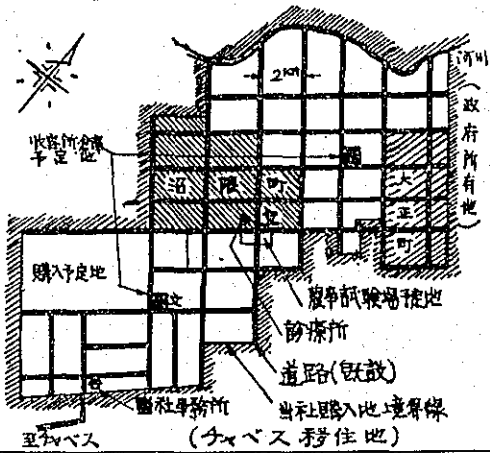 2Km
河川
(政府所有地)
収容所倉庫
予定地
沼隈町
大正町
購入予定地
農事試験場予定地
診療所
道路(既設)
当社購入地境界線
当社事務所
至チャベス
(チャベス移住地)